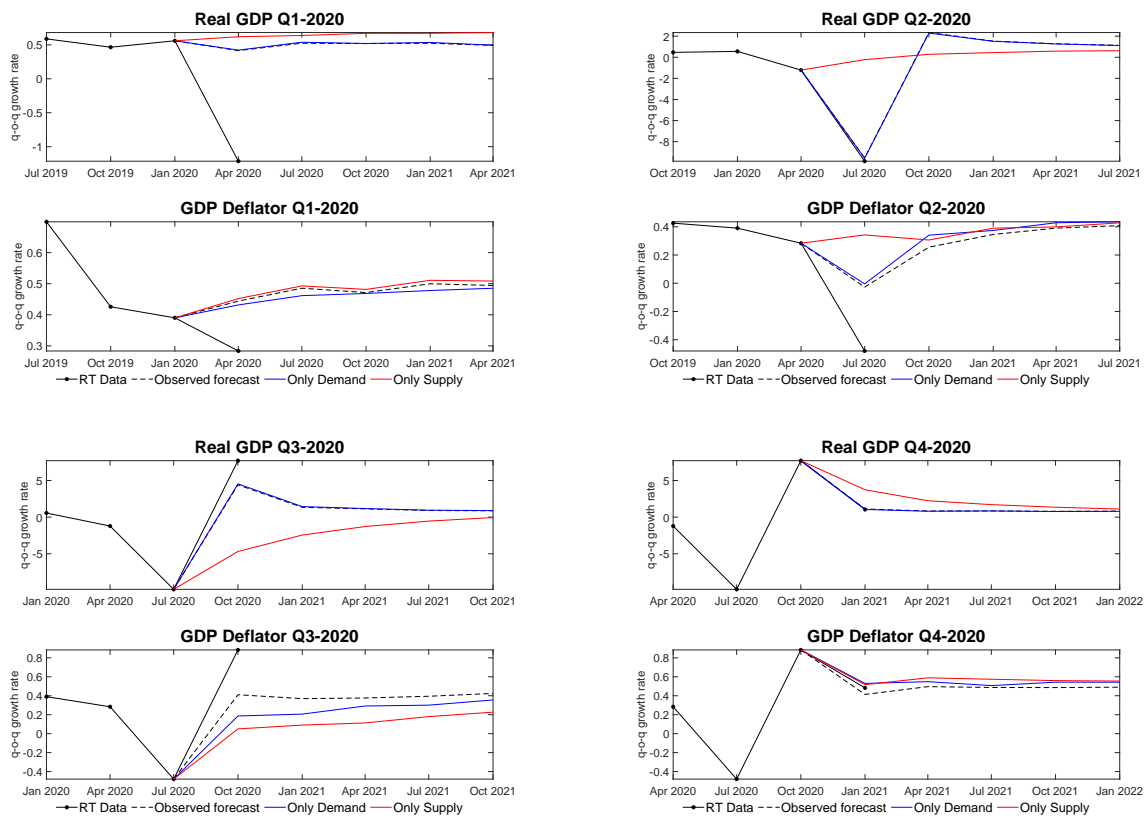 Real GDP Q1-2020
q-o-q growth rate
0.5
0
-0.5
-1
Jul 2019 Oct 2019 Jan 2020 Apr 2020 Jul 2020 Oct 2020 Jan 2021 Apr 2021
GDP Deflator Q1-2020
q-o-q growth rate
0.6
0.5
0.4
0.3
Jul 2019 Oct 2019 Jan 2020 Apr 2020 Jul 2020 Oct 2020 Jan 2021 Apr 2021
RT Data Observed forecast Only Demand Only Supply
Real GDP Q2-2020
q-o-q growth rate
2
0
-2
-4
-6
-8
Oct 2019 Jan 2020 Apr 2020 Jul 2020 Oct 2020 Jan 2021 Apr 2021 Jul 2021
GDP Deflator Q2-2020
q-o-q growth rate
0.4
0.2
0
-0.2
-0.4
Oct 2019 Jan 2020 Apr 2020 Jul 2020 Oct 2020 Jan 2021 Apr 2021 Jul 2021
RT Data Observed forecast Only Demand Only Supply
Real GDP Q3-2020
q-o-q growth rate
5
0
-5
Jan 2020 Apr 2020 Jul 2020 Oct 2020 Jan 2021 Apr 2021 Jul 2021 Oct 2021
GDP Deflator Q3-2020
q-o-q growth rate
0.8
0.6
0.4
0.2
0
-0.2
-0.4
Jan 2020 Apr 2020 Jul 2020 Oct 2020 Jan 2021 Apr 2021 Jul 2021 Oct 2021
RT Data Observed forecast Only Demand Only Supply
Real GDP Q4-2020
q-o-q growth rate
5
0
-5
Apr 2020 Jul 2020 Oct 2020 Jan 2021 Apr 2021 Jul 2021 Oct 2021 Jan 2022
GDP Deflator Q4-2020
q-o-q growth rate
0.8
0.6
0.4
0.2
0
-0.2
-0.4
Apr 2020 Jul 2020 Oct 2020 Jan 2021 Apr 2021 Jul 2021 Oct 2021 Jan 2022
RT Data Observed forecast Only Demand Only Supply